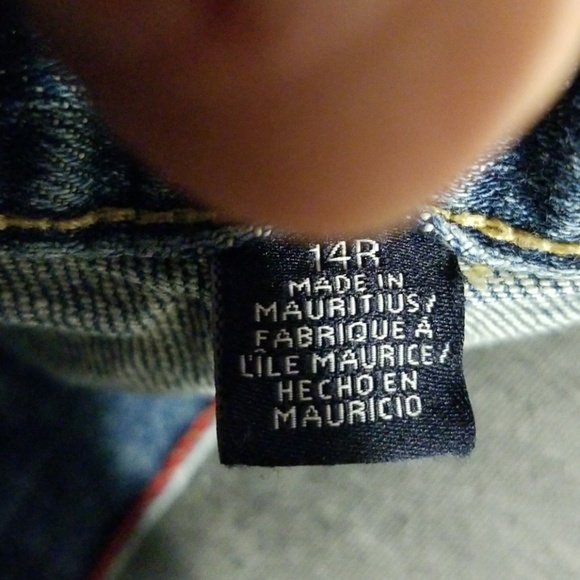 14R
MADE IN
MAURITIUS/
FABRIQUE À
L'ÎLE MAURICE/
HECHO EN
MAURICIO